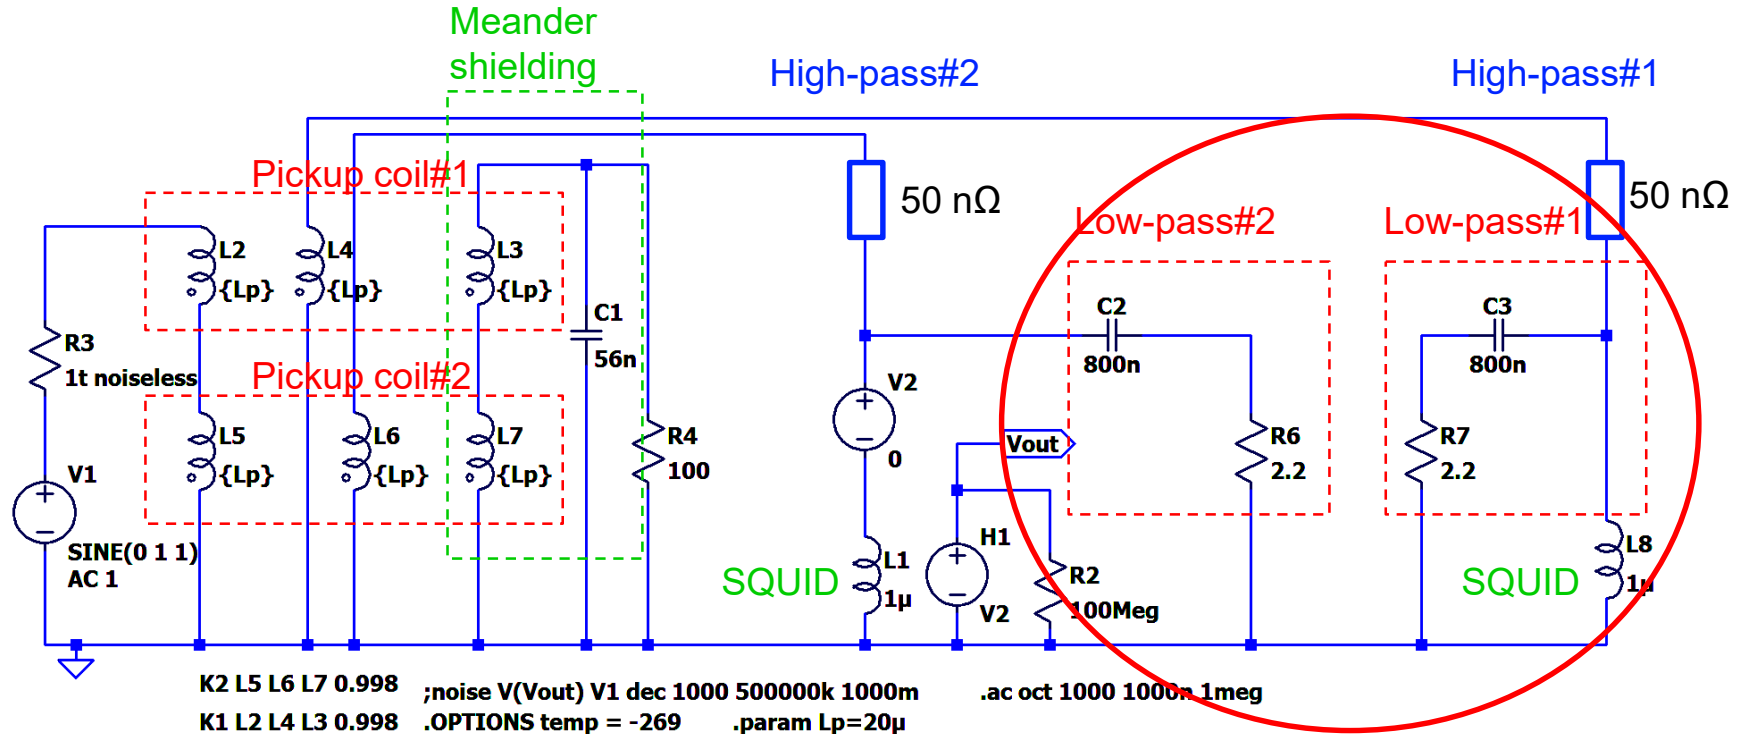 Meander
shielding
High-pass#2
High-pass#1
Pickup coil#1
50 nΩ
50 nΩ
Low-pass#2
Low-pass#1
L2
{Lp}
L4
{Lp}
L3
{Lp}
C1
56n
C2
800n
C3
800n
R3
1t noiseless
Pickup coil#2
V2
0
L5
{Lp}
L6
{Lp}
L7
{Lp}
R4
100
Vout
R6
2.2
R7
2.2
V1
SINE(0 1 1)
AC 1
SQUID
L1
1µ
H1
V2
R2
100Meg
SQUID
L8
1µ
K2 L5 L6 L7 0.998
;noise V(Vout) V1 dec 1000 500000k 1000m
.ac oct 1000 1000n 1meg
K1 L2 L4 L3 0.998
.OPTIONS temp = -269
.param Lp=20µ